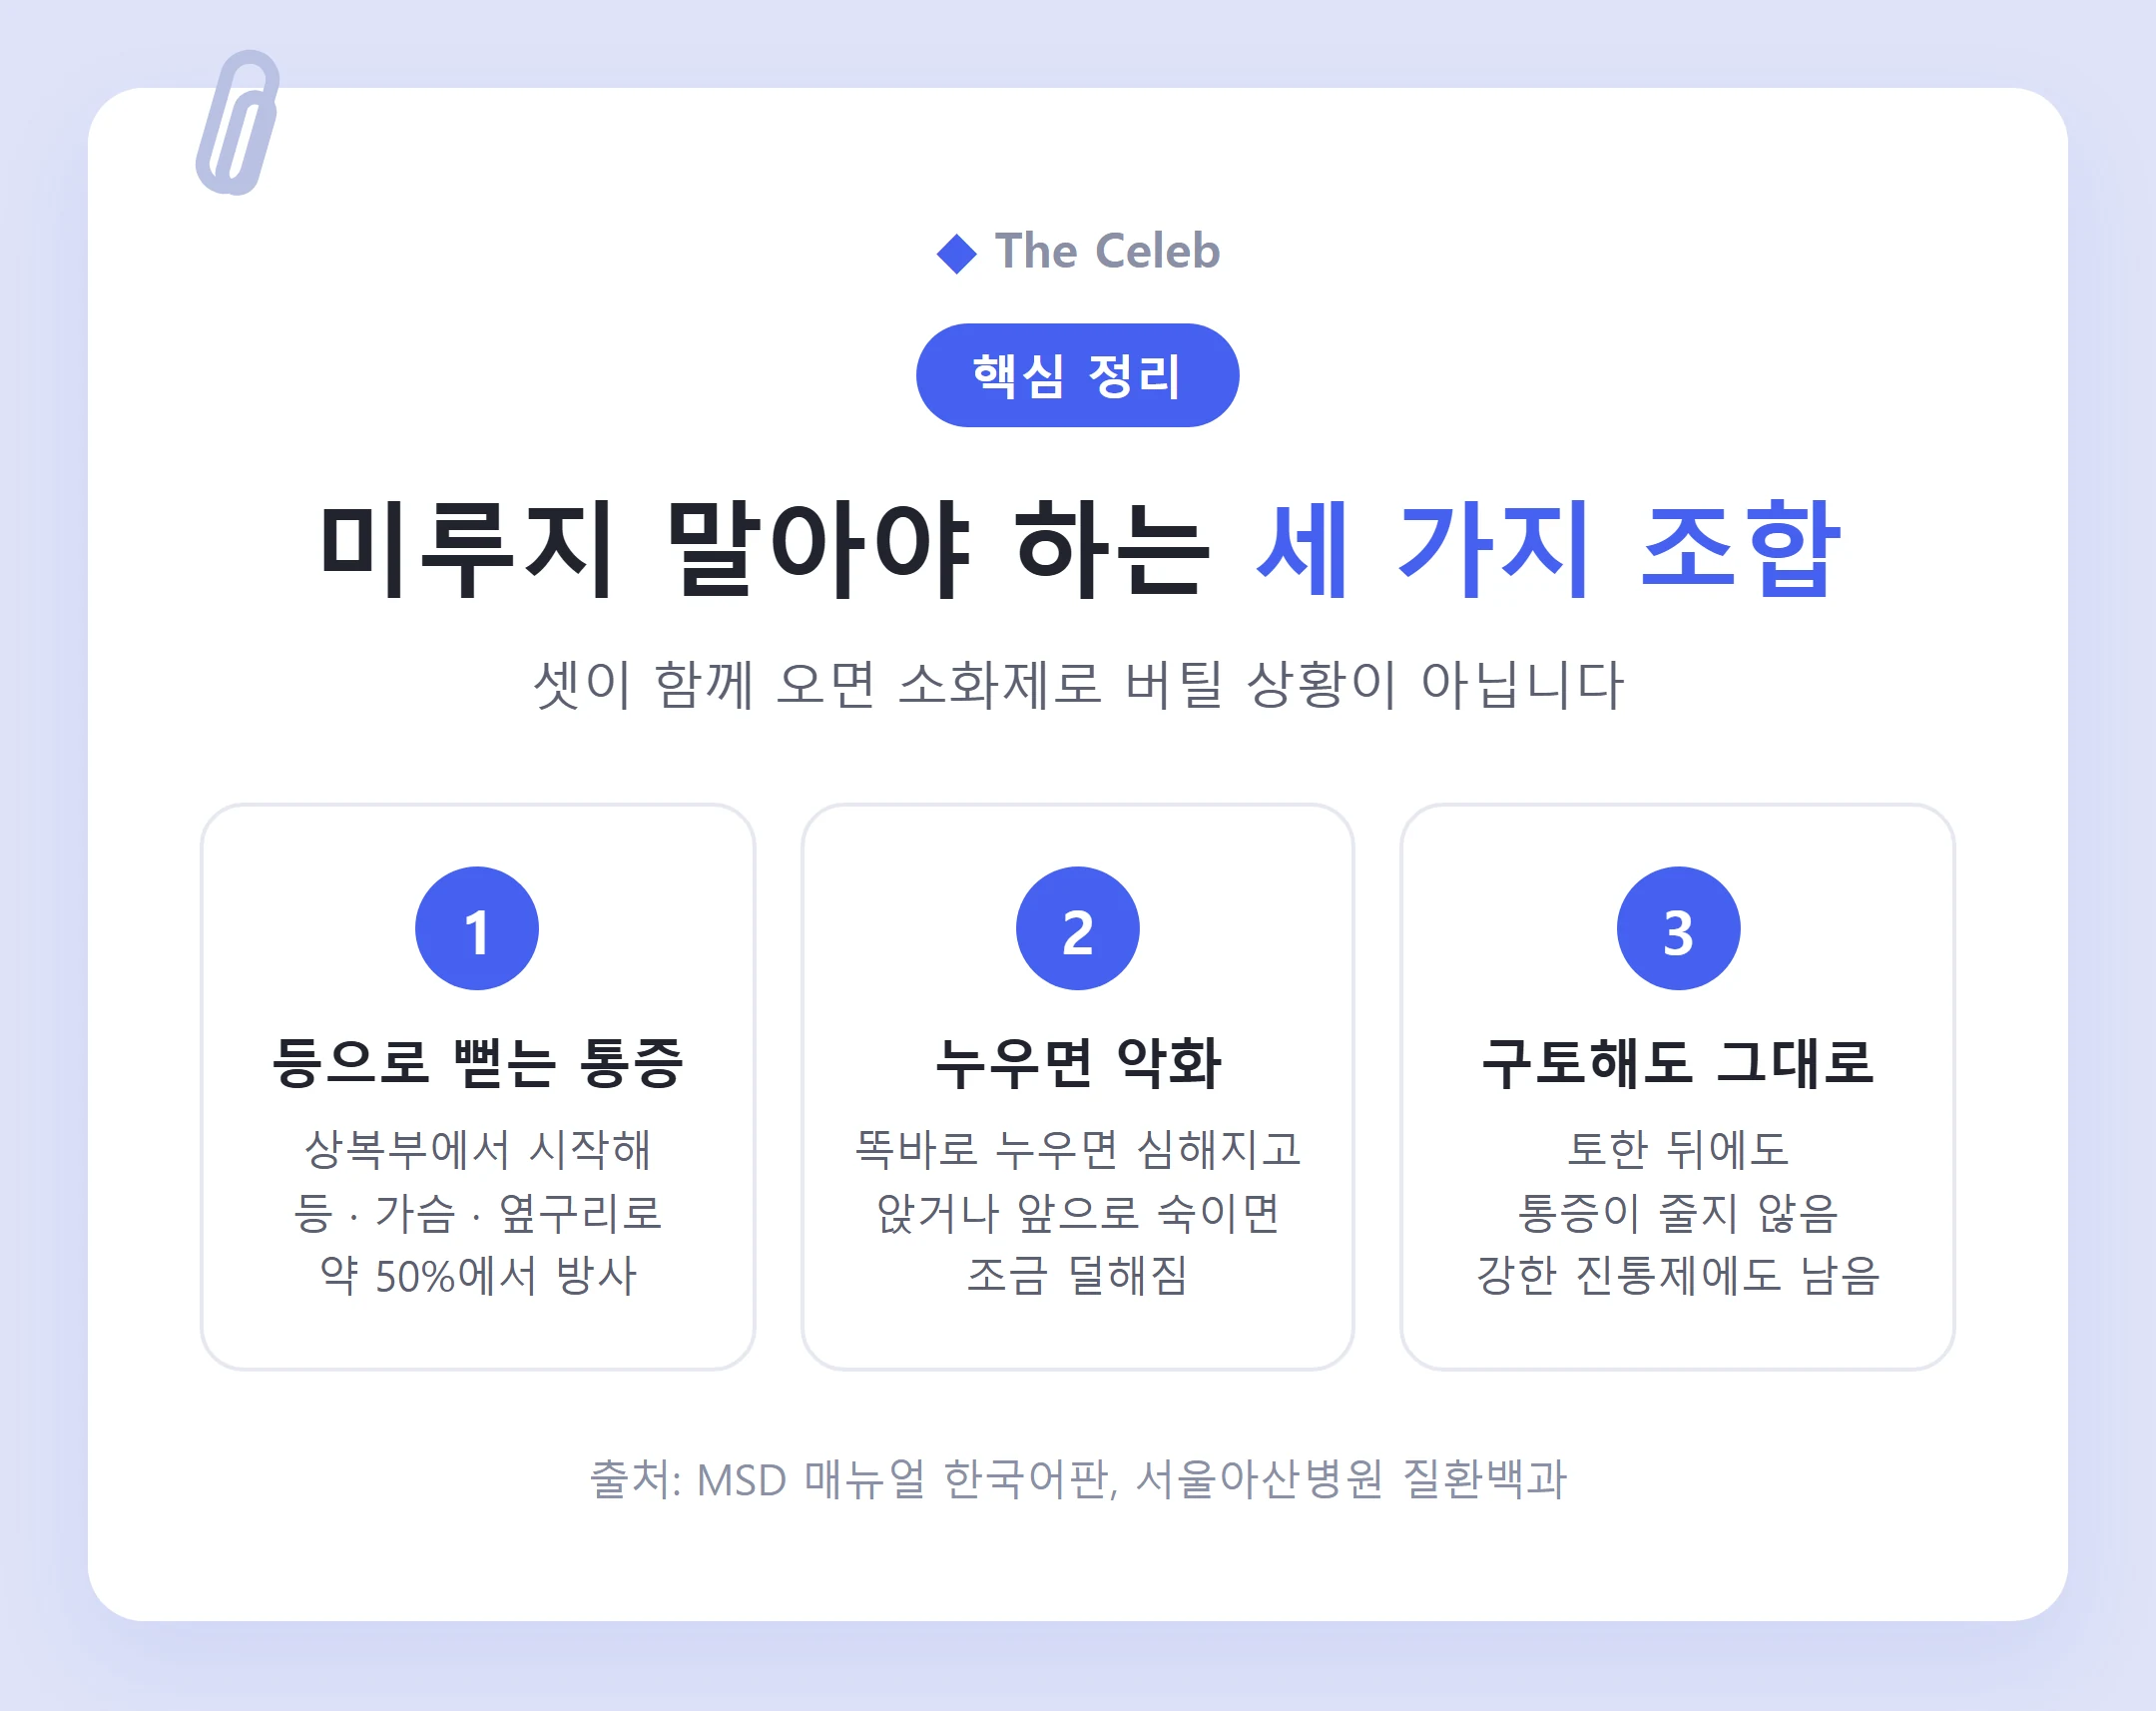 The Celeb
핵심 정리
미루지 말아야 하는 세 가지 조합
셋이 함께 오면 소화제로 버틸 상황이 아닙니다
1
등으로 뻗는 통증
상복부에서 시작해
등 · 가슴 · 옆구리로
약 50%에서 방사
2
누우면 악화
똑바로 누우면 심해지고
앉거나 앞으로 숙이면
조금 덜해짐
3
구토해도 그대로
토한 뒤에도
통증이 줄지 않음
강한 진통제에도 남음
출처: MSD 매뉴얼 한국어판, 서울아산병원 질환백과